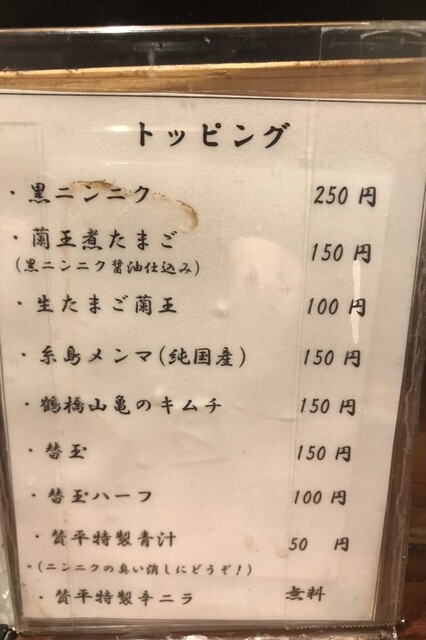 トッピング
・黒ニンニク 250円
・蘭王煮たまご 150円
(黒ニンニク醤油仕込み)
・生たまご蘭王 100円
・糸島メンマ(純国産) 150円
・鶴橋山亀のキムチ 150円
・替玉 150円
・替玉ハーフ 100円
・賛平特製青汁 50 円
・(ニンニクの臭い消しにどうぞ!)
・賛平特製辛ニラ 無料